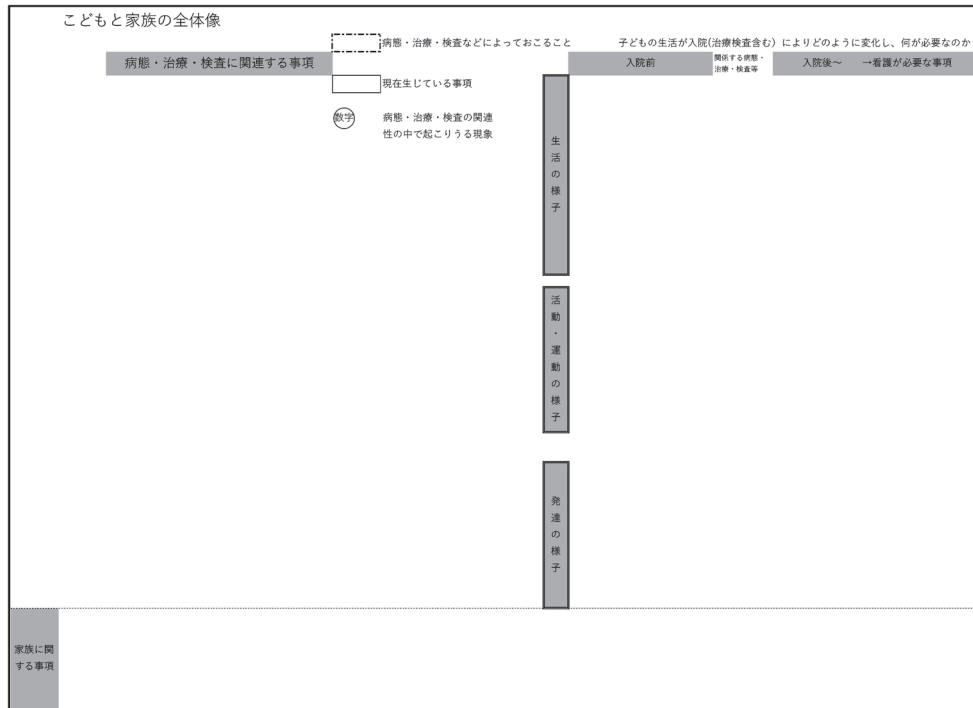 こどもと家族の全体像
病態・治療・検査などによっておこること
子どもの生活が入院(治療検査含む)によりどのように変化し、何が必要なのか
病態・治療・検査に関連する事項
入院前
関係する病態・
治療・検査等
入院後〜 →看護が必要な事項
現在生じている事項
数字
病態・治療・検査の関連
性の中で起こりうる現象
生活の様子
活動・運動の様子
発達の様子
家族に関
する事項